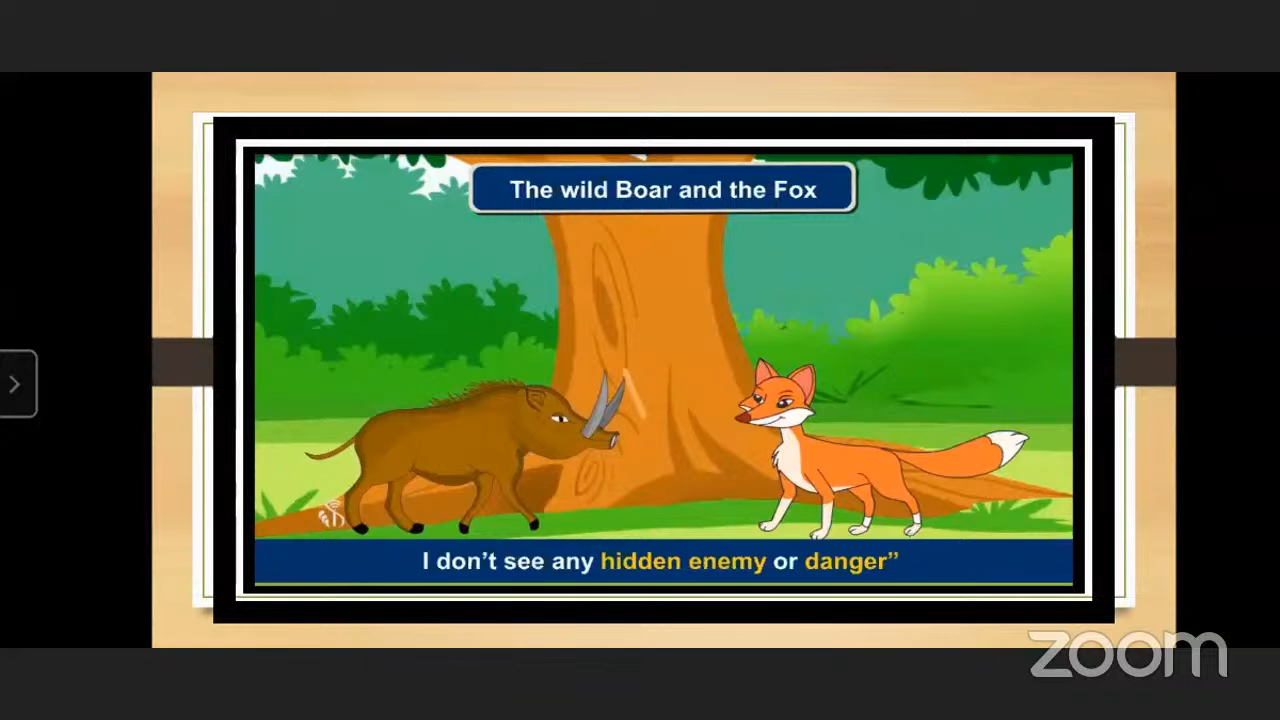 The wild Boar and the Fox
I don't see any hidden enemy or danger”
zoom